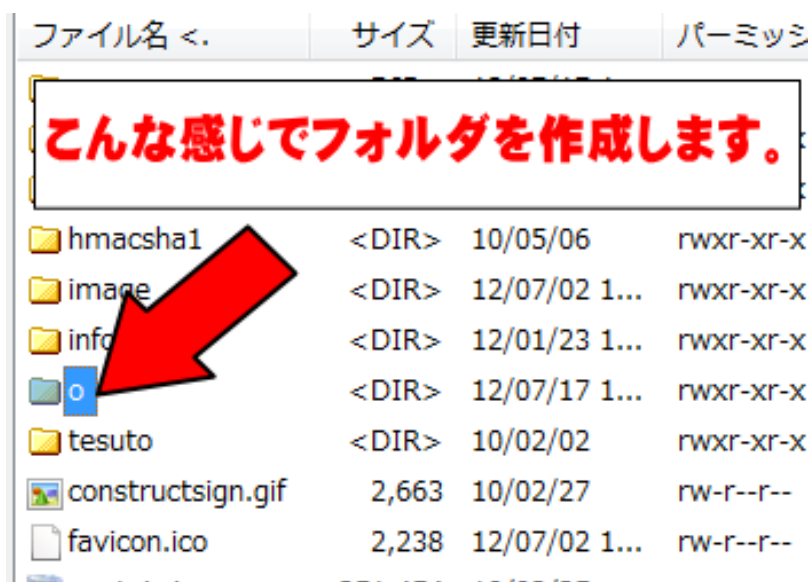 ファイル名 <. サイズ 更新日付 パーミッシ
こんな感じでフォルダを作成します。
hmacsha1 <DIR> 10/05/06 rwxr-xr-x
image <DIR> 12/07/02 1... rwxr-xr-x
info <DIR> 12/01/23 1... rwxr-xr-x
o <DIR> 12/07/17 1... rwxr-xr-x
tesuto <DIR> 10/02/02 rwxr-xr-x
constructsign.gif 2,663 10/02/27 rw-r--r--
favicon.ico 2,238 12/07/02 1... rw-r--r--